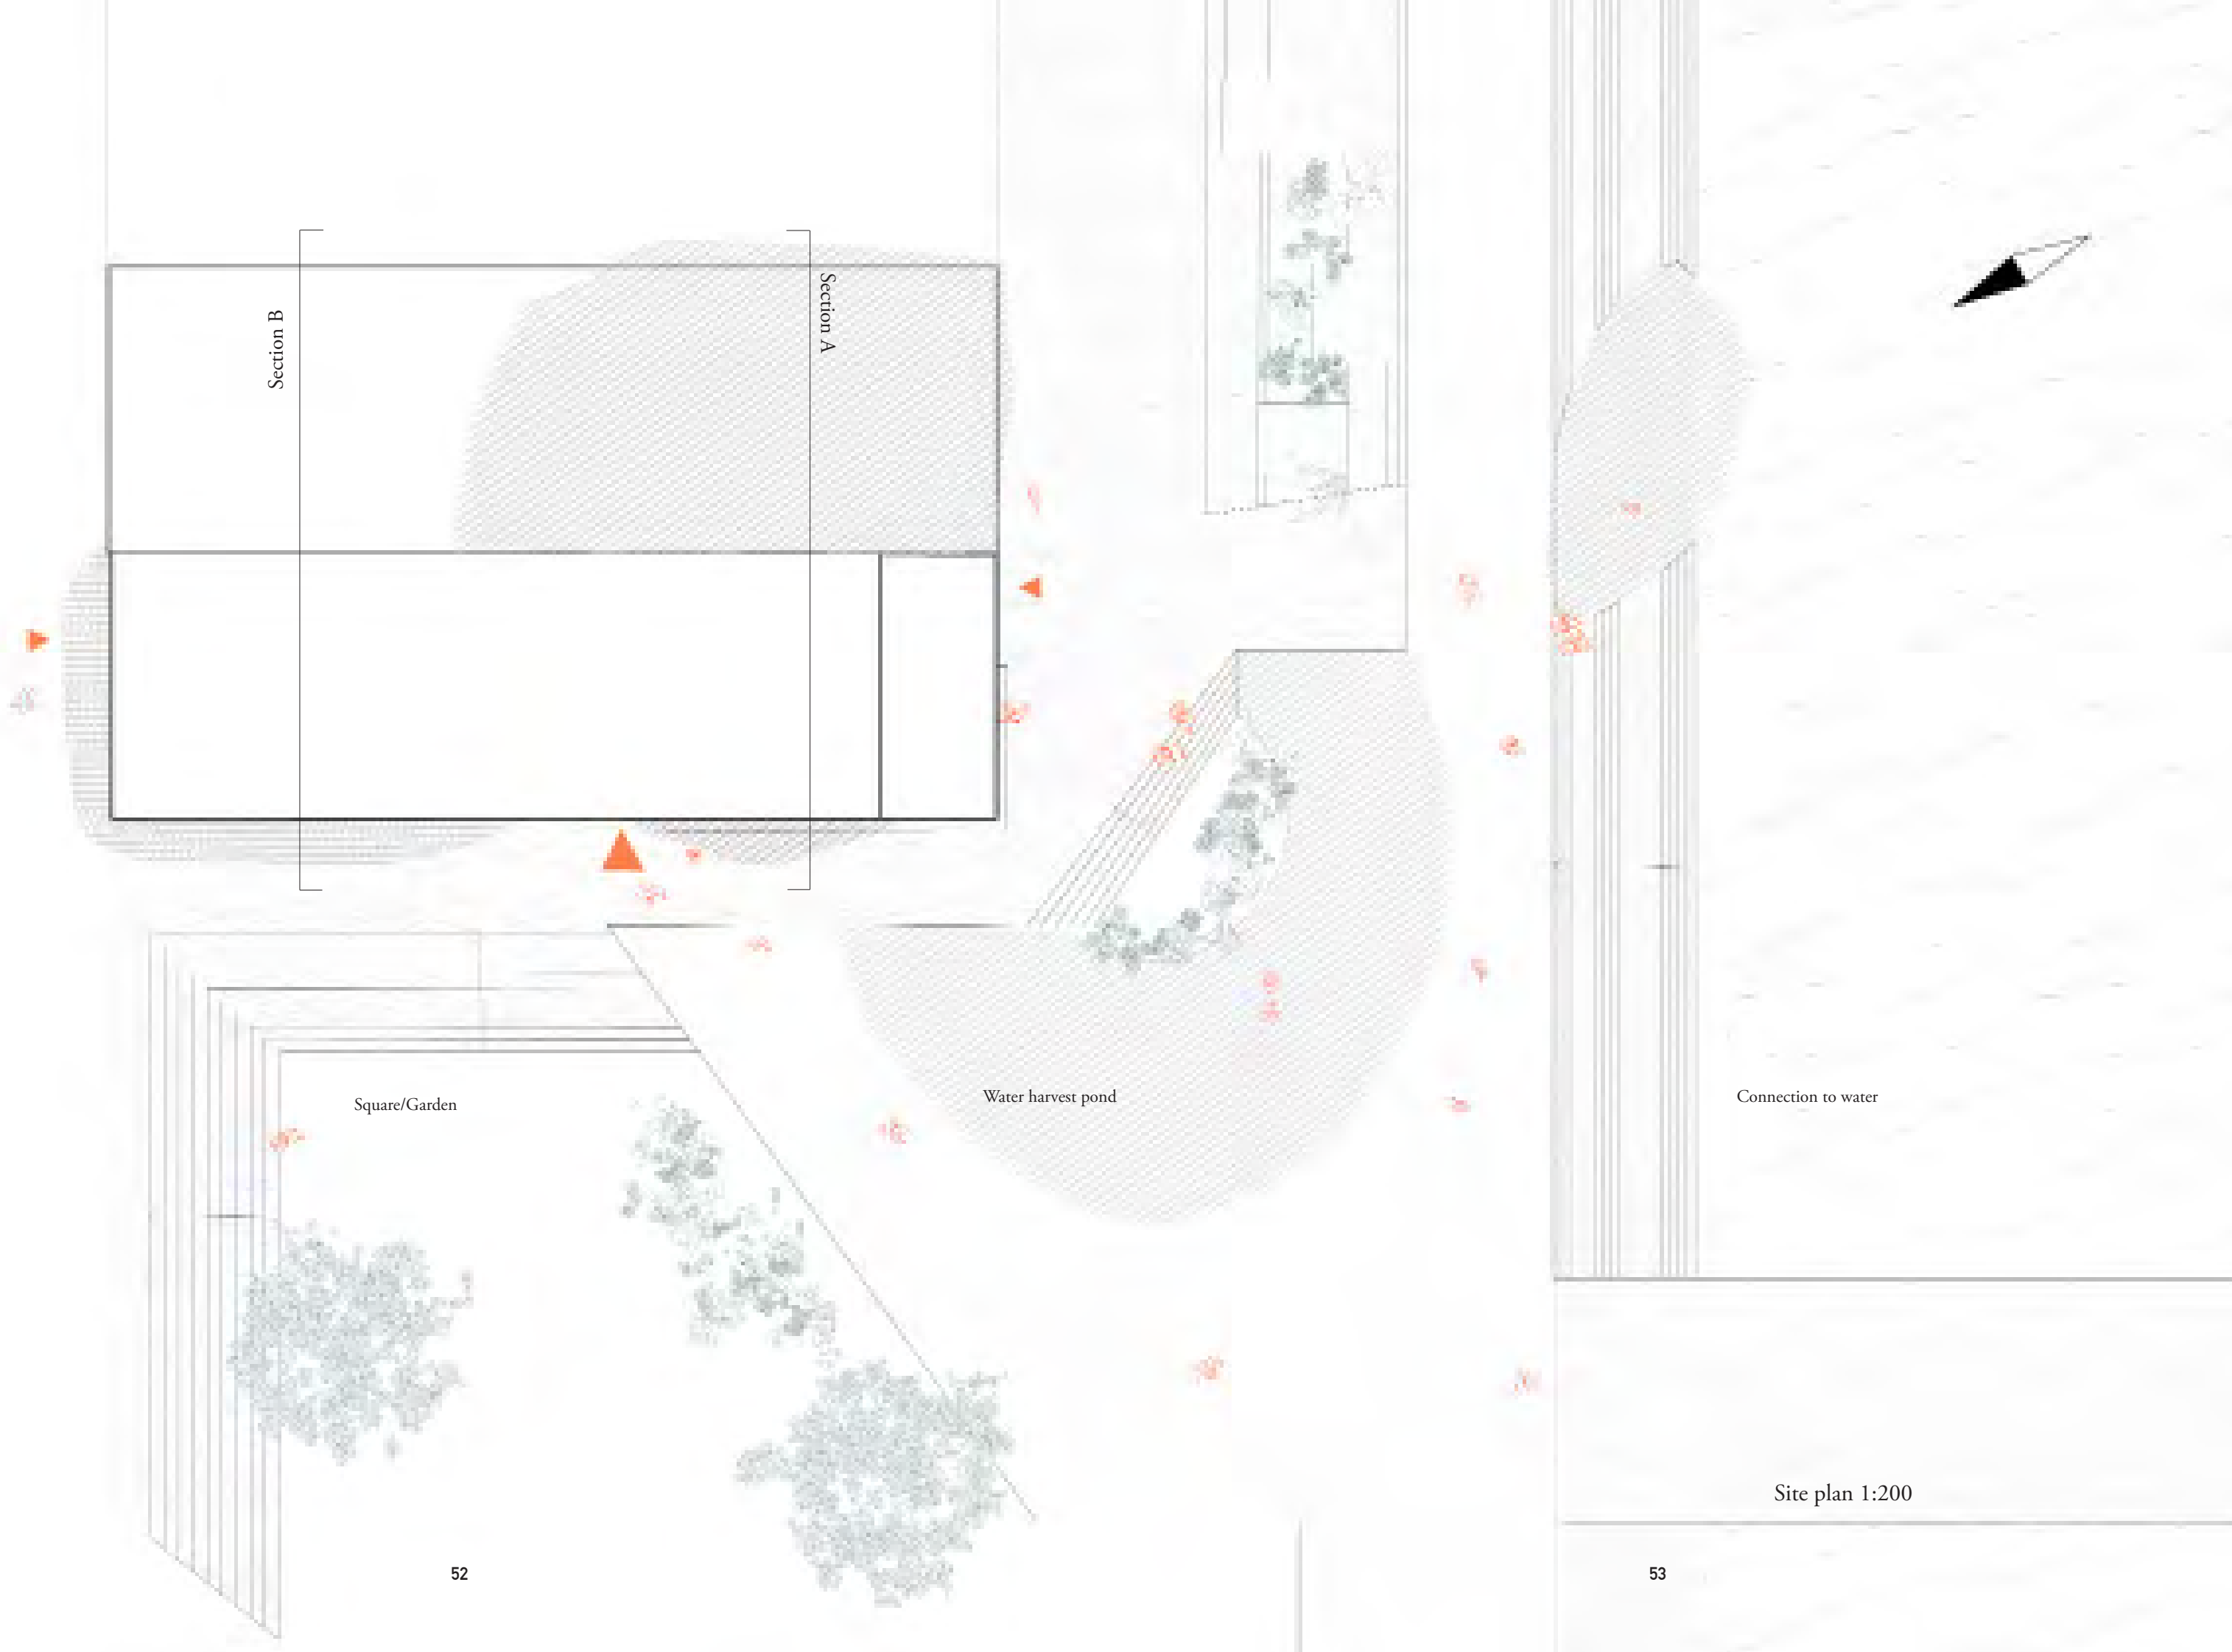 Section B
Section A
Square/Garden
Water harvest pond
Connection to water
Site plan 1:200
52
53